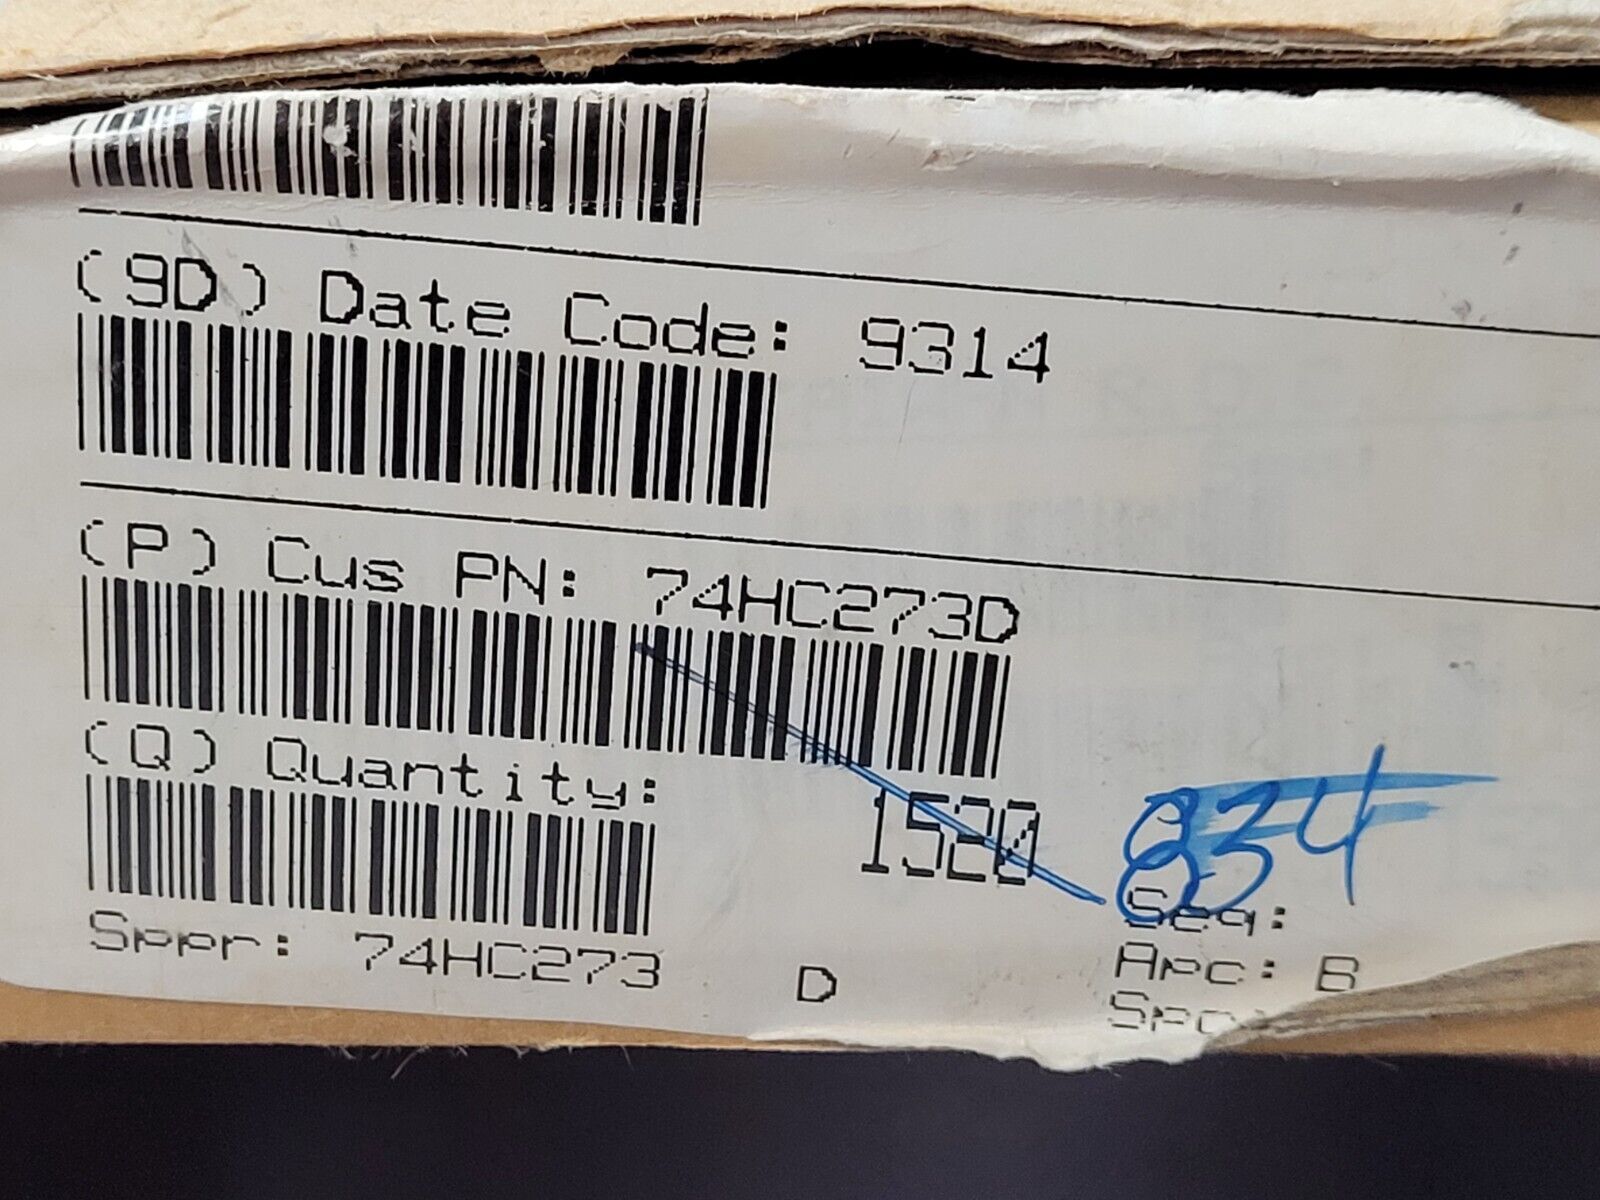 (9D) Date Code: 9314
(P) Cus PN: 74HC273D
(Q) Quantity: 1520
834
Seq:
Sppr: 74HC273 D
Apc: B